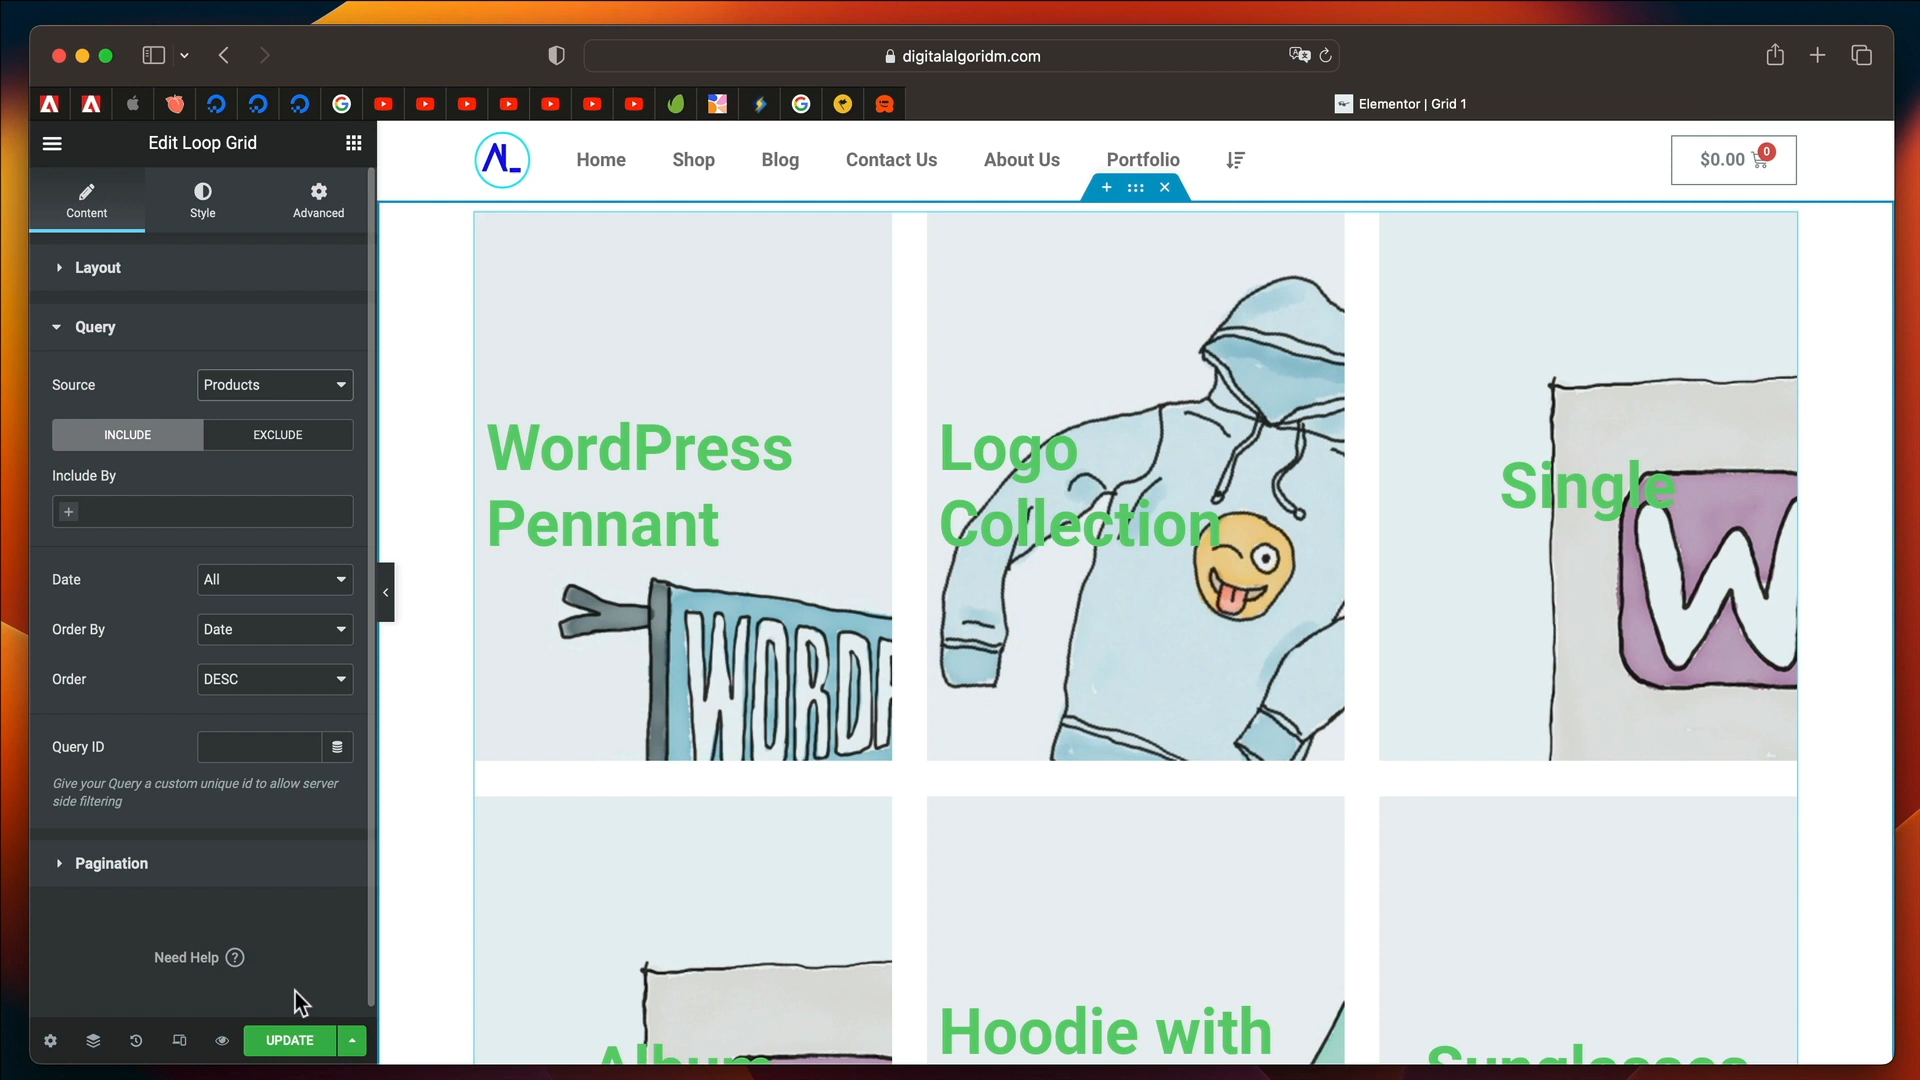 digitalalgoridm.com
Elementor | Grid 1
Edit Loop Grid
Content
Style
Advanced
Layout
Query
Source
Products
INCLUDE
EXCLUDE
Include By
Date
All
Order By
Date
Order
DESC
Query ID
Give your Query a custom unique id to allow server
side filtering
Pagination
Need Help ?
UPDATE
AL_
Home
Shop
Blog
Contact Us
About Us
Portfolio
$0.00
0
WordPress
Pennant
Logo
Collection
Single
W
Album
Hoodie with
Sunglasses